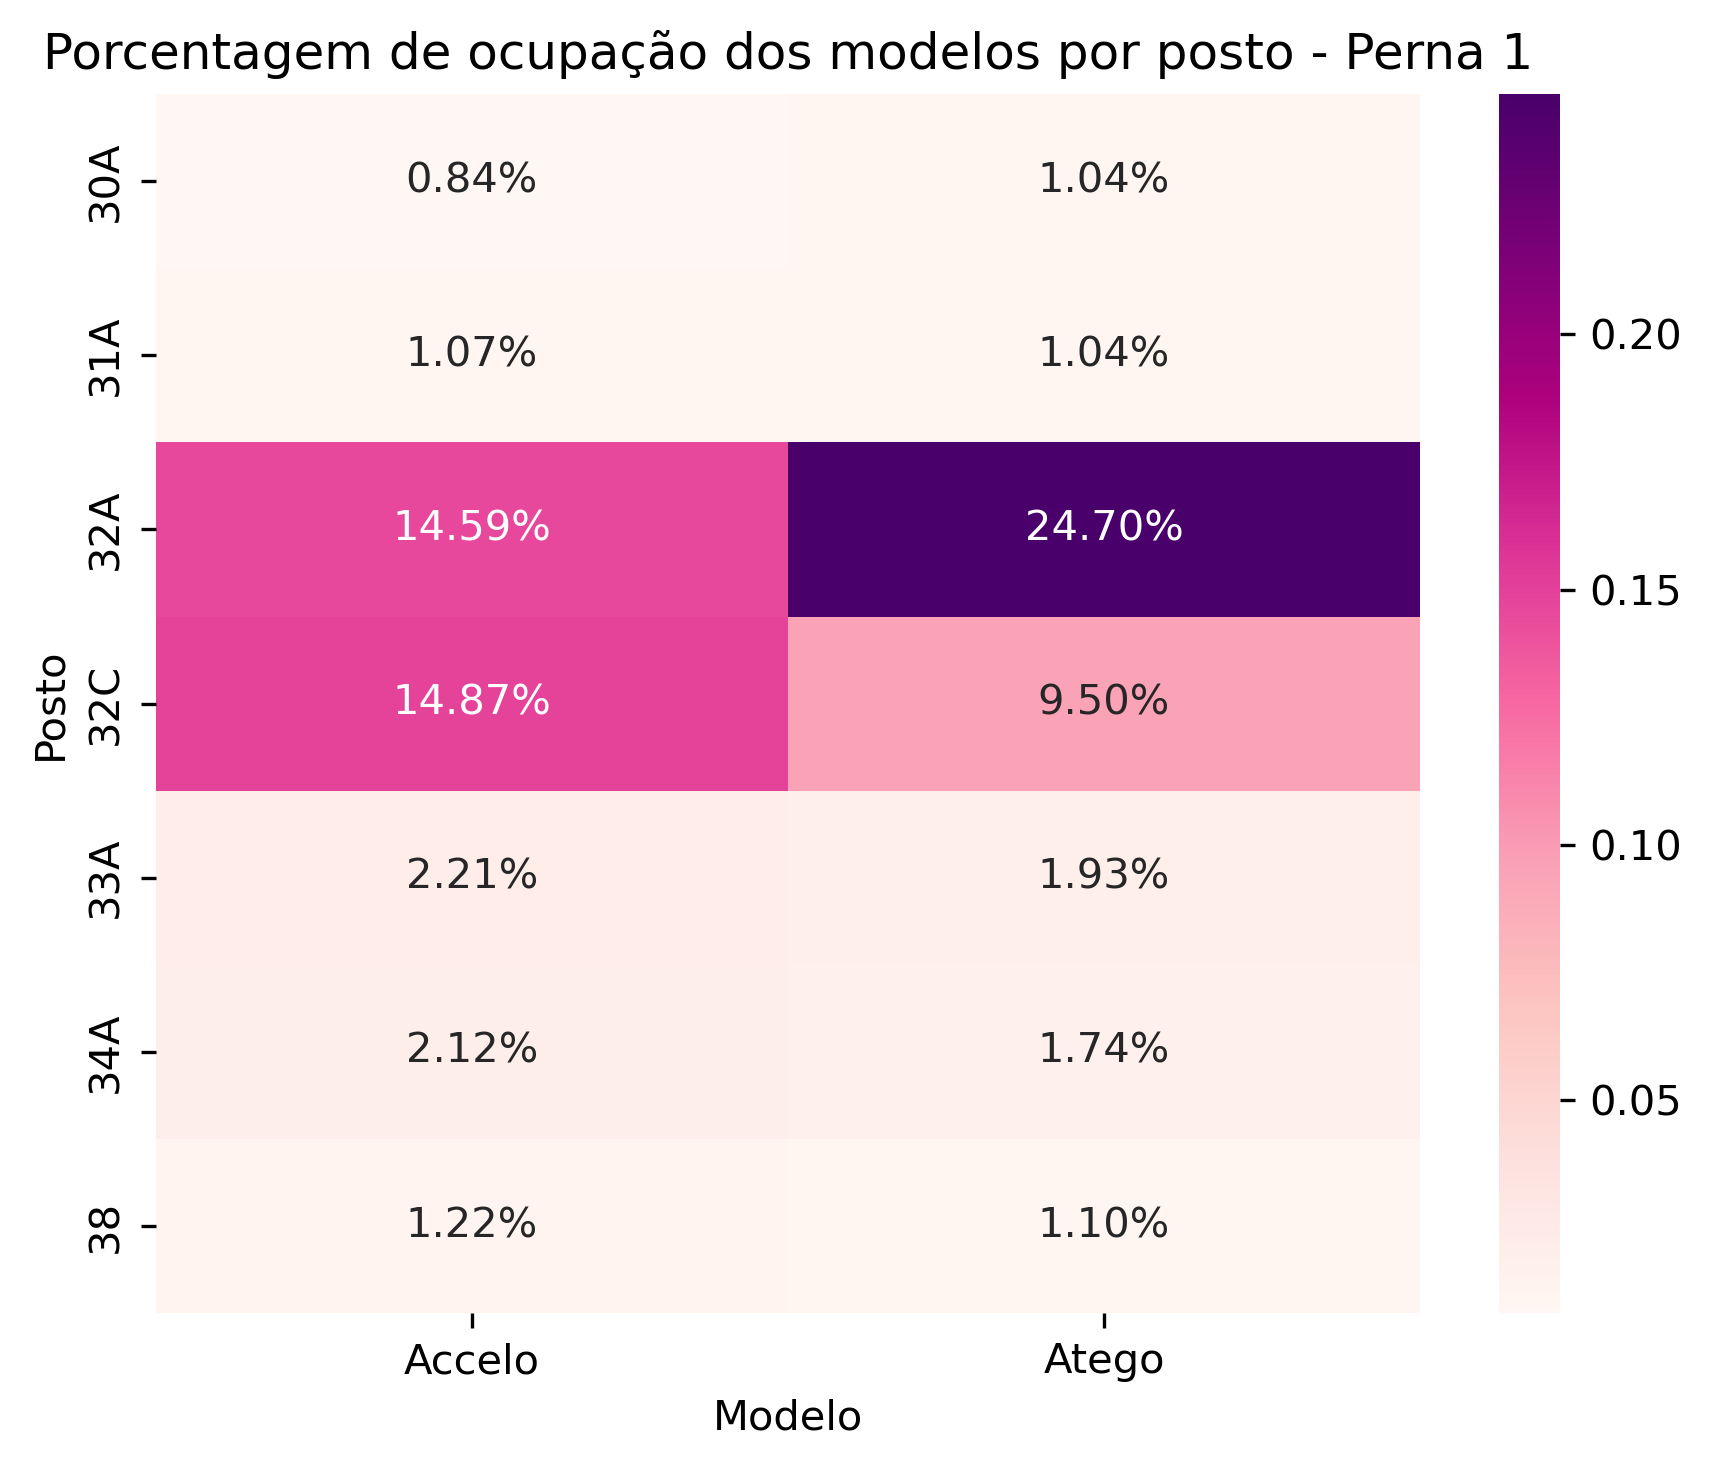 Porcentagem de ocupação dos modelos por posto - Perna 1
Posto
30A
0.84%
1.04%
31A
1.07%
1.04%
32A
14.59%
24.70%
32C
14.87%
9.50%
33A
2.21%
1.93%
34A
2.12%
1.74%
38
1.22%
1.10%
Accelo
Atego
Modelo
0.20
0.15
0.10
0.05